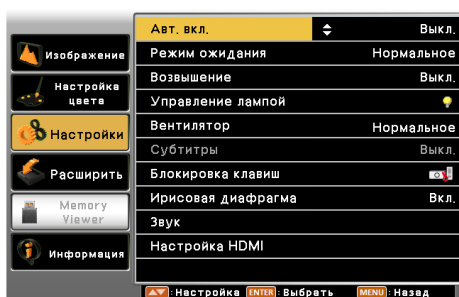 Изображение
Настройка
цвета
Настройки
Расширить
Memory
Viewer
Информация
Авт. вкл. Выкл.
Режим ожидания Нормальное
Возвышение Выкл.
Управление лампой
Вентилятор Нормальное
Субтитры Выкл.
Блокировка клавиш
Ирисовая диафрагма Вкл.
Звук
Настройка HDMI
:Настройка ENTER :Выбрать MENU :Назад